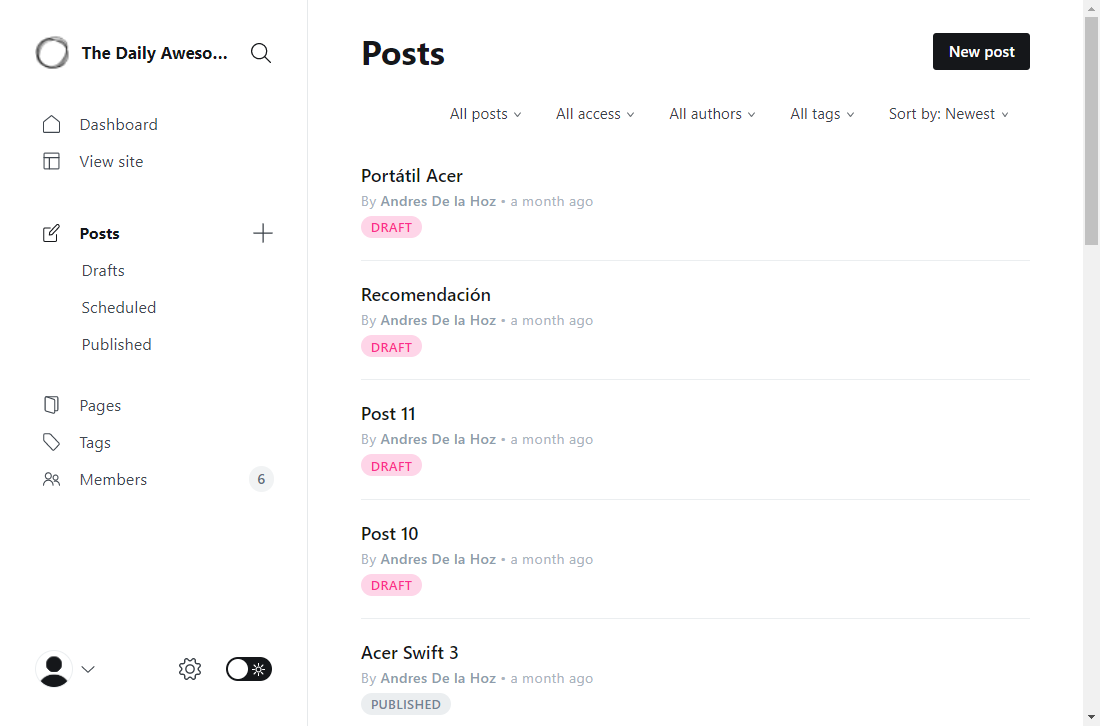 The Daily Aweso...
Dashboard
View site
Posts
Drafts
Scheduled
Published
Pages
Tags
Members 6
Posts
New post
All posts All access All authors All tags Sort by: Newest
Portátil Acer
By Andres De la Hoz • a month ago
DRAFT
Recomendación
By Andres De la Hoz • a month ago
DRAFT
Post 11
By Andres De la Hoz • a month ago
DRAFT
Post 10
By Andres De la Hoz • a month ago
DRAFT
Acer Swift 3
By Andres De la Hoz • a month ago
PUBLISHED